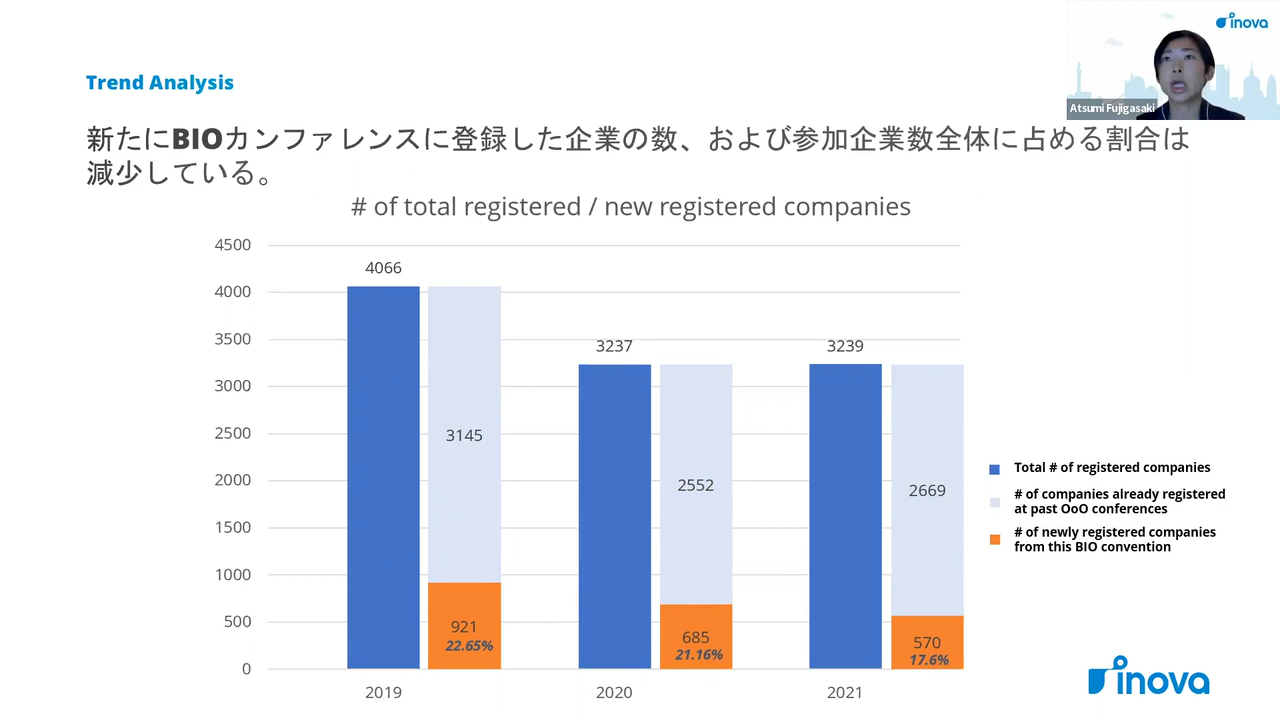 inova
Atsumi Fujigasaki
Trend Analysis
新たにBIOカンファレンスに登録した企業の数、および参加企業数全体に占める割合は
減少している。
# of total registered / new registered companies
4500
4000
3500
3000
2500
2000
1500
1000
500
0
4066
3145
921
22.65%
3237
2552
685
21.16%
3239
2669
570
17.6%
2019
2020
2021
Total # of registered companies
# of companies already registered
at past OoO conferences
# of newly registered companies
from this BIO convention
inova